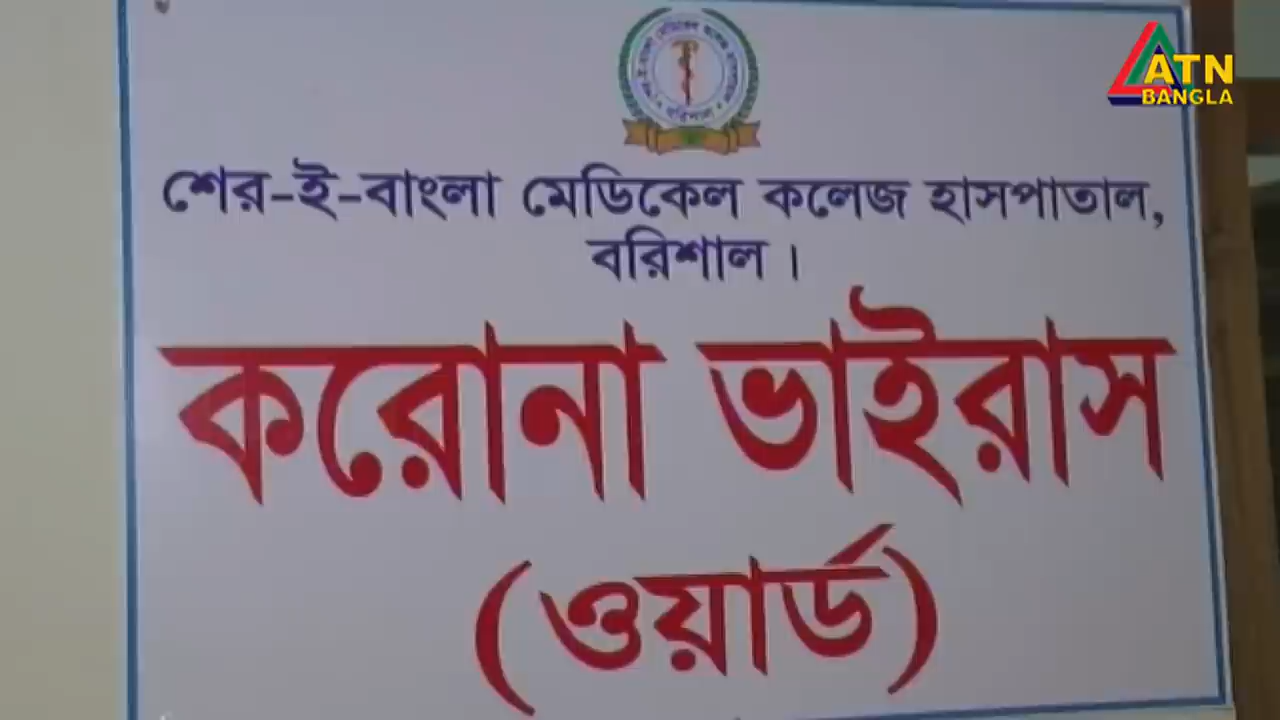 ATN
BANGLA
শের-ই-বাংলা মেডিকেল কলেজ হাসপাতাল,
বরিশাল।
করোনা ভাইরাস
(ওয়ার্ড)